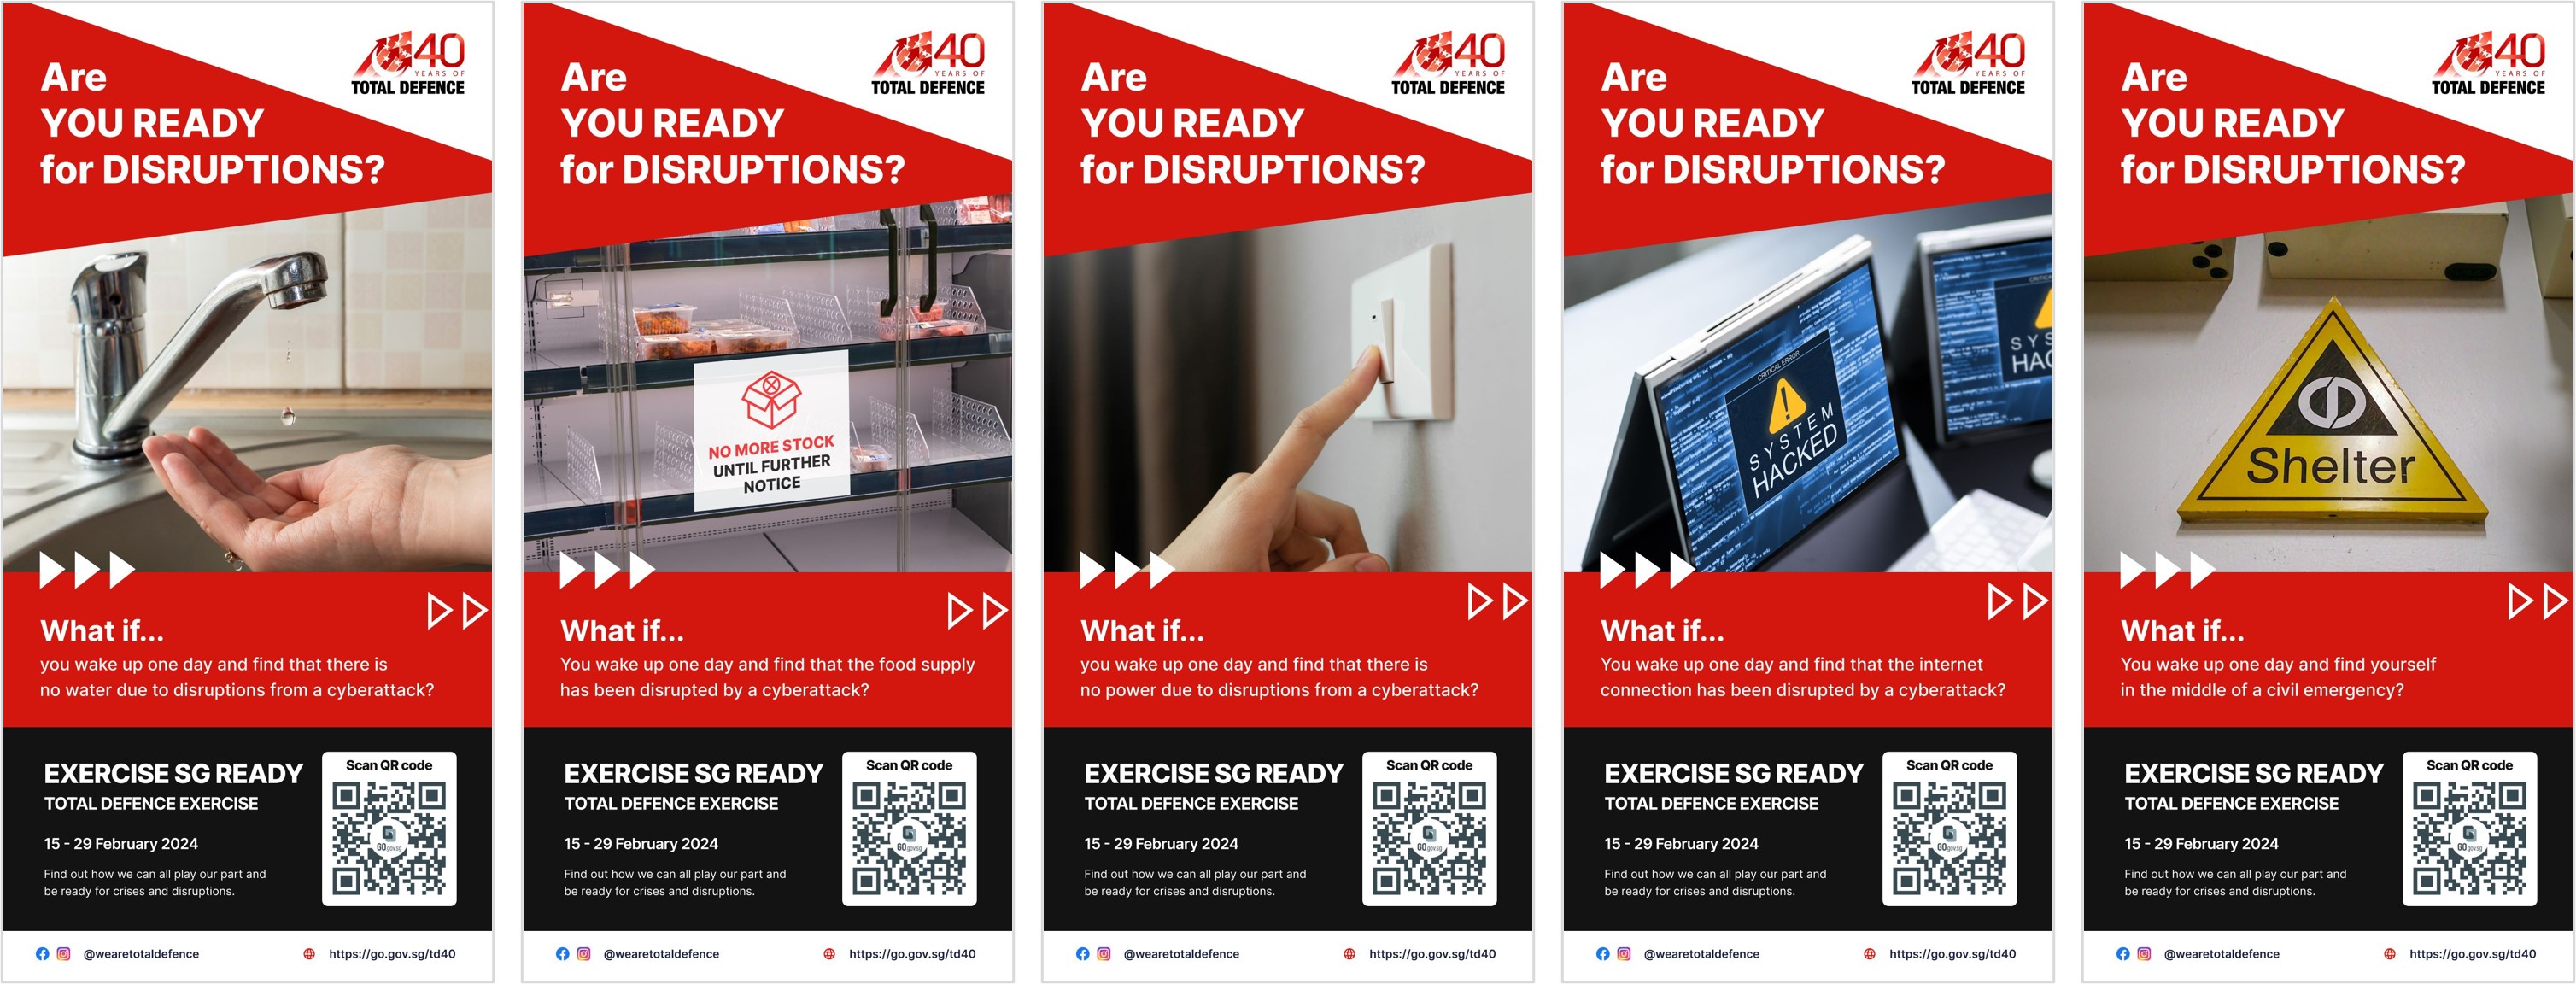 Are
YOU READY
for DISRUPTIONS?
40
YEARS OF
TOTAL DEFENCE
What if...
you wake up one day and find that there is
no water due to disruptions from a cyberattack?
EXERCISE SG READY
TOTAL DEFENCE EXERCISE
15 - 29 February 2024
Find out how we can all play our part and
be ready for crises and disruptions.
Scan QR code
GO gov.sg
@wearetotaldefence
https://go.gov.sg/td40
Are
YOU READY
for DISRUPTIONS?
40
YEARS OF
TOTAL DEFENCE
NO MORE STOCK
UNTIL FURTHER
NOTICE
What if...
You wake up one day and find that the food supply
has been disrupted by a cyberattack?
EXERCISE SG READY
TOTAL DEFENCE EXERCISE
15 - 29 February 2024
Find out how we can all play our part and
be ready for crises and disruptions.
Scan QR code
GO gov.sg
@wearetotaldefence
https://go.gov.sg/td40
Are
YOU READY
for DISRUPTIONS?
40
YEARS OF
TOTAL DEFENCE
What if...
you wake up one day and find that there is
no power due to disruptions from a cyberattack?
EXERCISE SG READY
TOTAL DEFENCE EXERCISE
15 - 29 February 2024
Find out how we can all play our part and
be ready for crises and disruptions.
Scan QR code
GO gov.sg
@wearetotaldefence
https://go.gov.sg/td40
Are
YOU READY
for DISRUPTIONS?
40
YEARS OF
TOTAL DEFENCE
CRITICAL ERROR
SYSTEM
HACKED
What if...
You wake up one day and find that the internet
connection has been disrupted by a cyberattack?
EXERCISE SG READY
TOTAL DEFENCE EXERCISE
15 - 29 February 2024
Find out how we can all play our part and
be ready for crises and disruptions.
Scan QR code
GO gov.sg
@wearetotaldefence
https://go.gov.sg/td40
Are
YOU READY
for DISRUPTIONS?
40
YEARS OF
TOTAL DEFENCE
Shelter
What if...
You wake up one day and find yourself
in the middle of a civil emergency?
EXERCISE SG READY
TOTAL DEFENCE EXERCISE
15 - 29 February 2024
Find out how we can all play our part and
be ready for crises and disruptions.
Scan QR code
GO gov.sg
@wearetotaldefence
https://go.gov.sg/td40